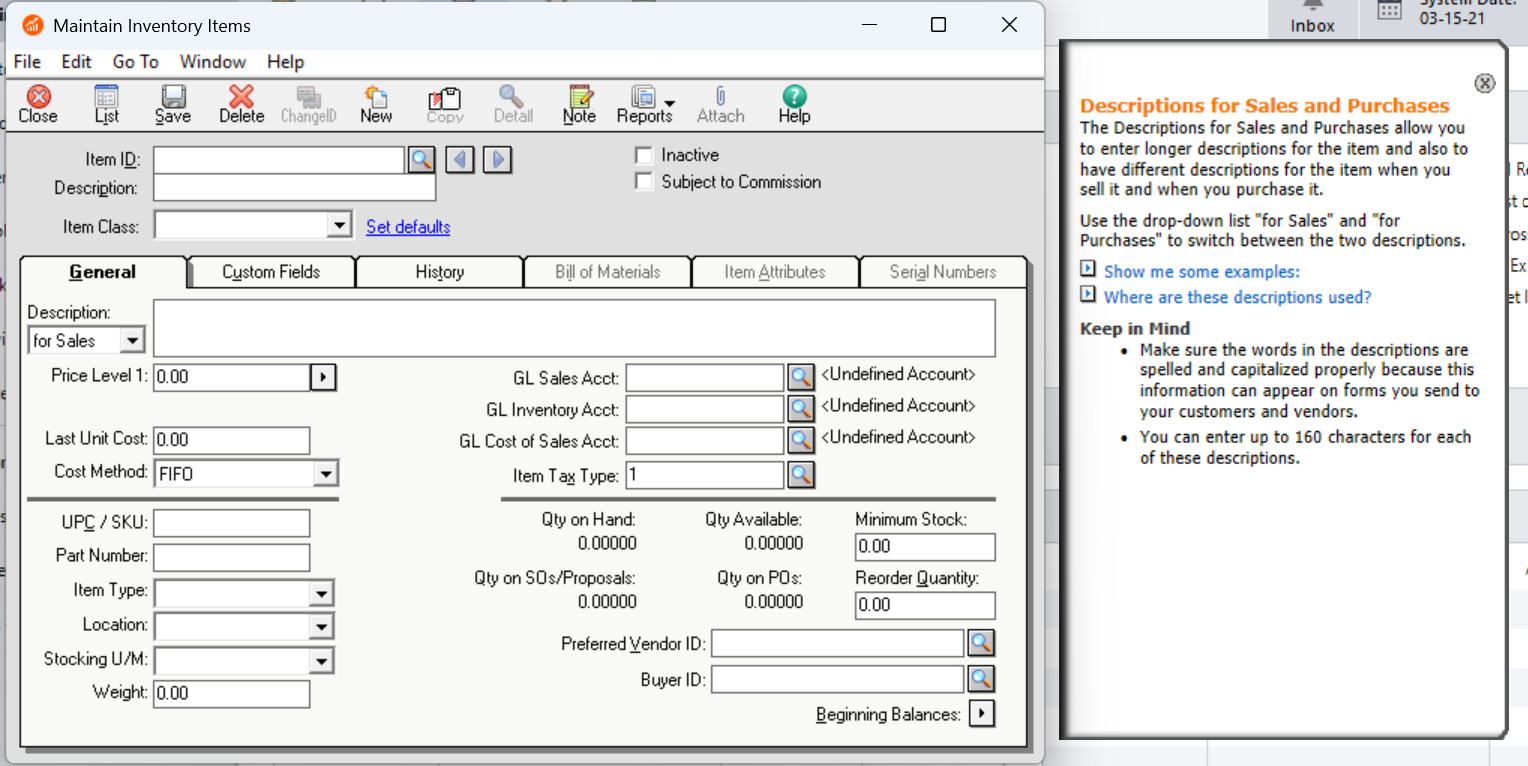 Maintain Inventory Items
File Edit Go To Window Help
Close List Save Delete ChangeID New Copy Detail Note Reports Attach Help
Item ID:
Inactive
Description:
Subject to Commission
Item Class: Set defaults
General Custom Fields History Bill of Materials Item Attributes Serial Numbers
Description:
for Sales
Price Level 1: 0.00
GL Sales Acct: <Undefined Account>
GL Inventory Acct: <Undefined Account>
Last Unit Cost: 0.00
GL Cost of Sales Acct: <Undefined Account>
Cost Method: FIFO
Item Tax Type: 1
UPC / SKU:
Part Number:
Item Type:
Location:
Stocking U/M:
Weight: 0.00
Qty on Hand: Qty Available: Minimum Stock:
0.00000 0.00000 0.00
Qty on SOs/Proposals: Qty on POs: Reorder Quantity:
0.00000 0.00000 0.00
Preferred Vendor ID:
Buyer ID:
Beginning Balances:
Inbox
System Date:
03-15-21
Descriptions for Sales and Purchases
The Descriptions for Sales and Purchases allow you
to enter longer descriptions for the item and also to
have different descriptions for the item when you
sell it and when you purchase it.
Use the drop-down list "for Sales" and "for
Purchases" to switch between the two descriptions.
Show me some examples:
Where are these descriptions used?
Keep in Mind
• Make sure the words in the descriptions are
spelled and capitalized properly because this
information can appear on forms you send to
your customers and vendors.
• You can enter up to 160 characters for each
of these descriptions.